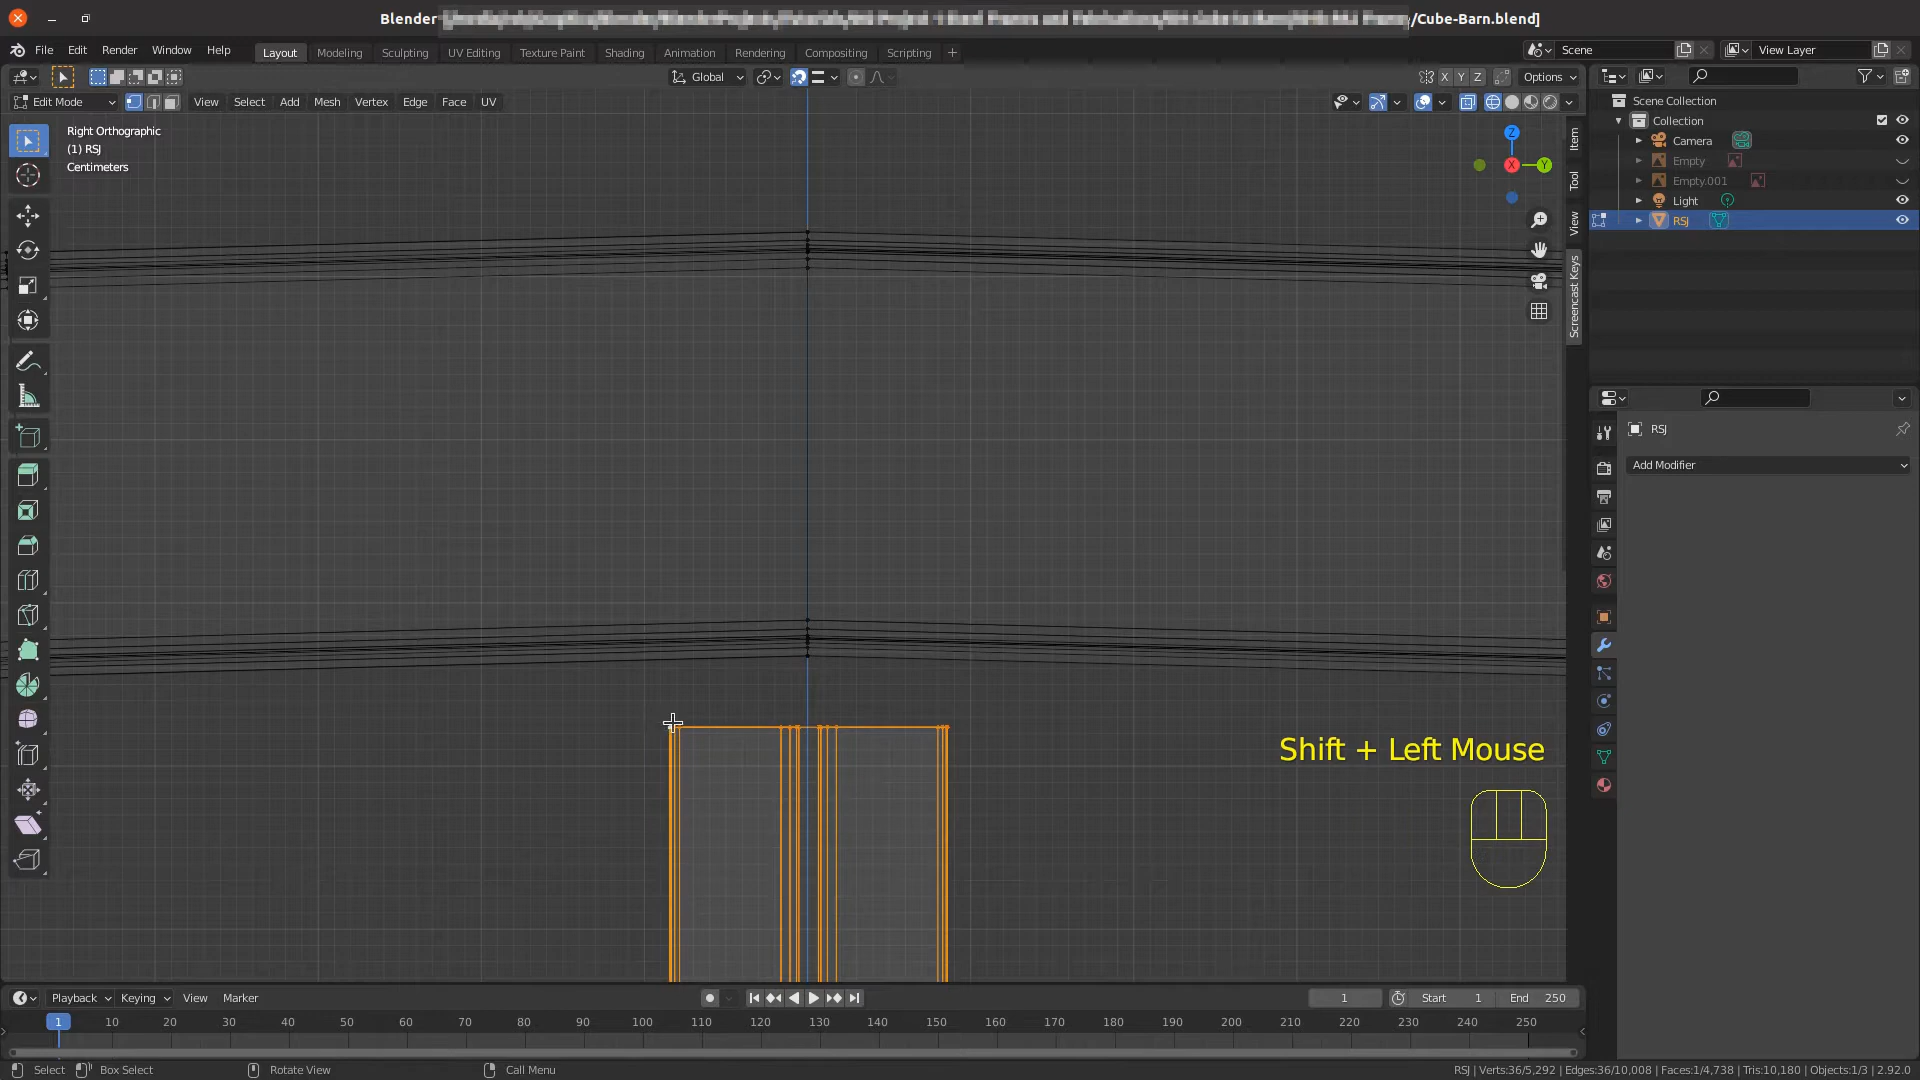 Blender
/Cube-Barn.blend]
File Edit Render Window Help
Layout Modeling Sculpting UV Editing Texture Paint Shading Animation Rendering Compositing Scripting +
Scene
View Layer
Global
X Y Z
Options
Edit Mode
View Select Add Mesh Vertex Edge Face UV
Right Orthographic
(1) RSJ
Centimeters
Z
X
Y
Item
Tool
View
Screencast Keys
Scene Collection
Collection
Camera
Empty
Empty.001
Light
RSJ
RSJ
Add Modifier
Shift + Left Mouse
Playback Keying View Marker
1
Start 1
End 250
1 10 20 30 40 50 60 70 80 90 100 110 120 130 140 150 160 170 180 190 200 210 220 230 240 250
Select Box Select Rotate View Call Menu
RSJ | Verts:36/5,292 | Edges:36/10,008 | Faces:1/4,738 | Tris:10,180 | Objects:1/3 | 2.92.0